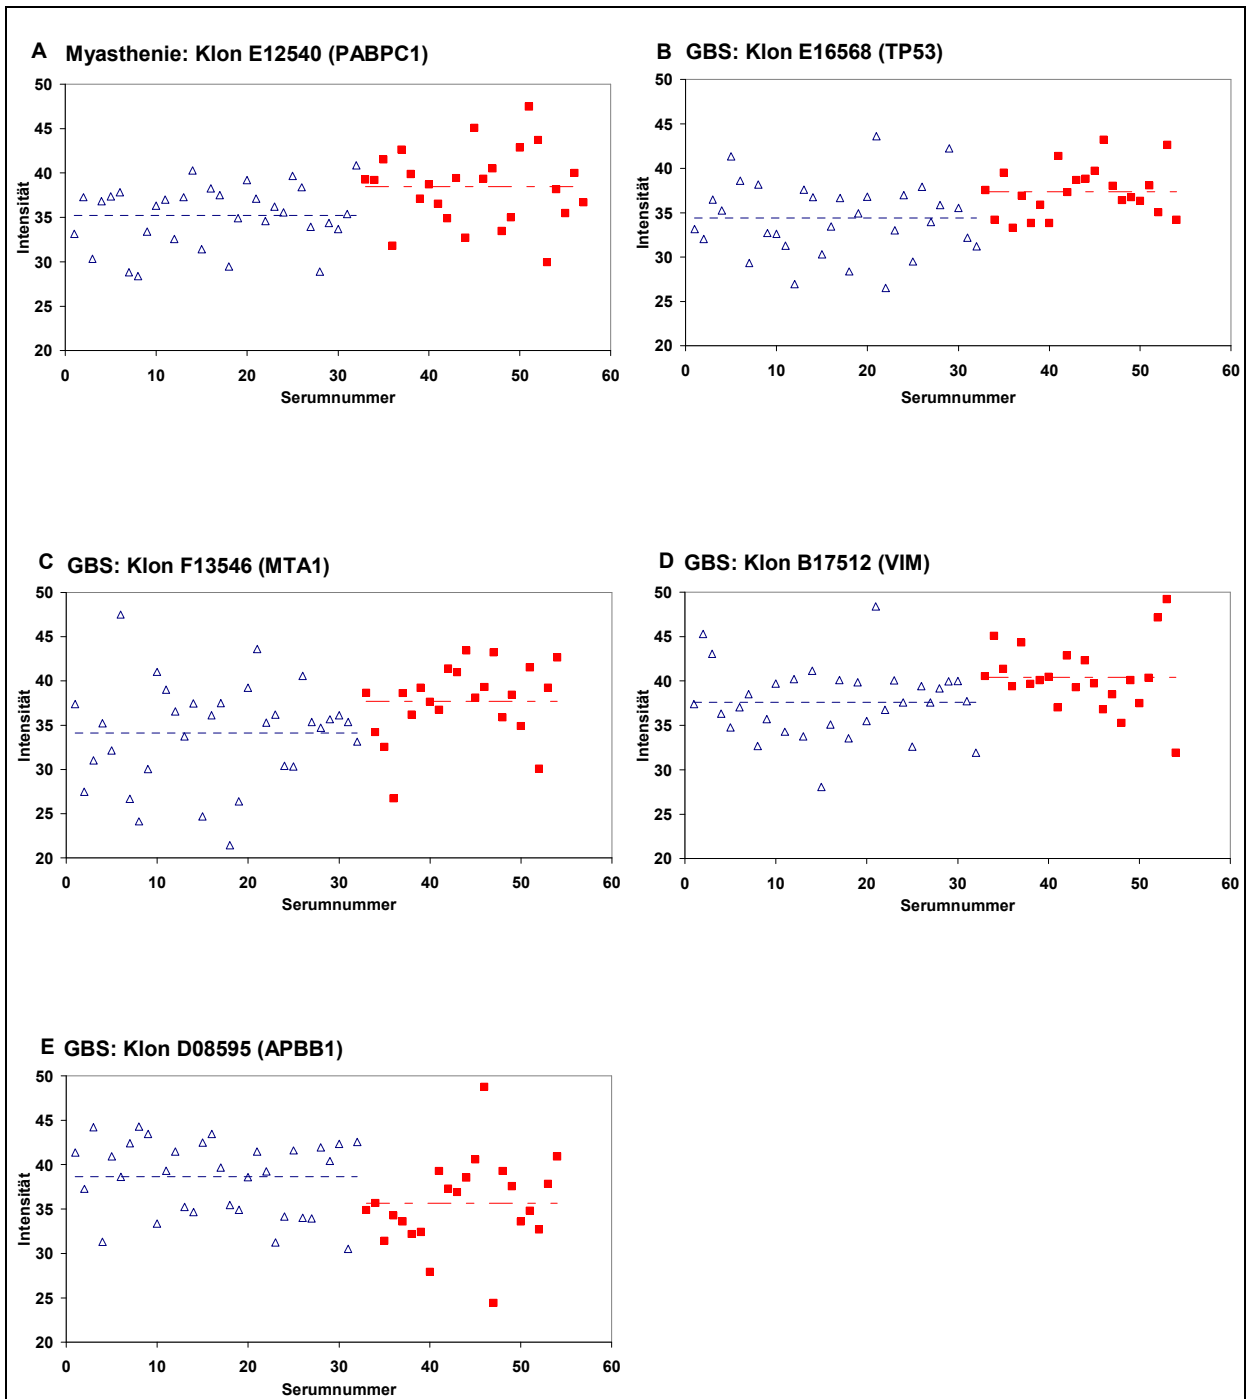 A Myasthenie: Klon E12540 (PABPC1)
50
45
40
35
30
25
20
Intensität
0 10 20 30 40 50 60
Serumnummer
B GBS: Klon E16568 (TP53)
50
45
40
35
30
25
20
Intensität
0 10 20 30 40 50 60
Serumnummer
C GBS: Klon F13546 (MTA1)
50
45
40
35
30
25
20
Intensität
0 10 20 30 40 50 60
Serumnummer
D GBS: Klon B17512 (VIM)
50
45
40
35
30
25
20
Intensität
0 10 20 30 40 50 60
Serumnummer
E GBS: Klon D08595 (APBB1)
50
45
40
35
30
25
20
Intensität
0 10 20 30 40 50 60
Serumnummer